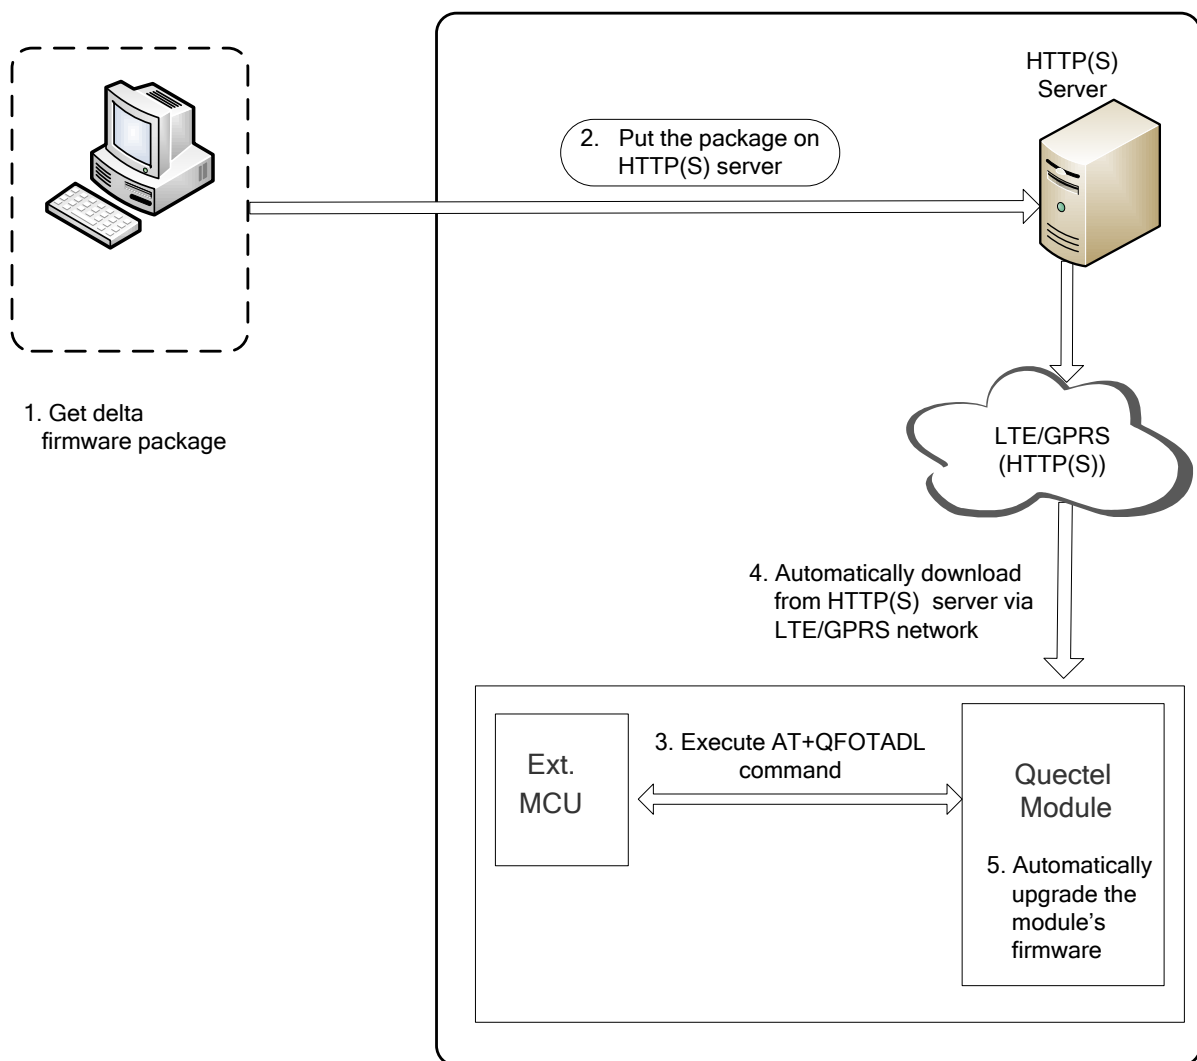 HTTP(S)
Server
2. Put the package on
HTTP(S) server
1. Get delta
firmware package
LTE/GPRS
(HTTP(S))
4. Automatically download
from HTTP(S) server via
LTE/GPRS network
3. Execute AT+QFOTADL
command
Ext.
MCU
Quectel
Module
5. Automatically
upgrade the
module's
firmware